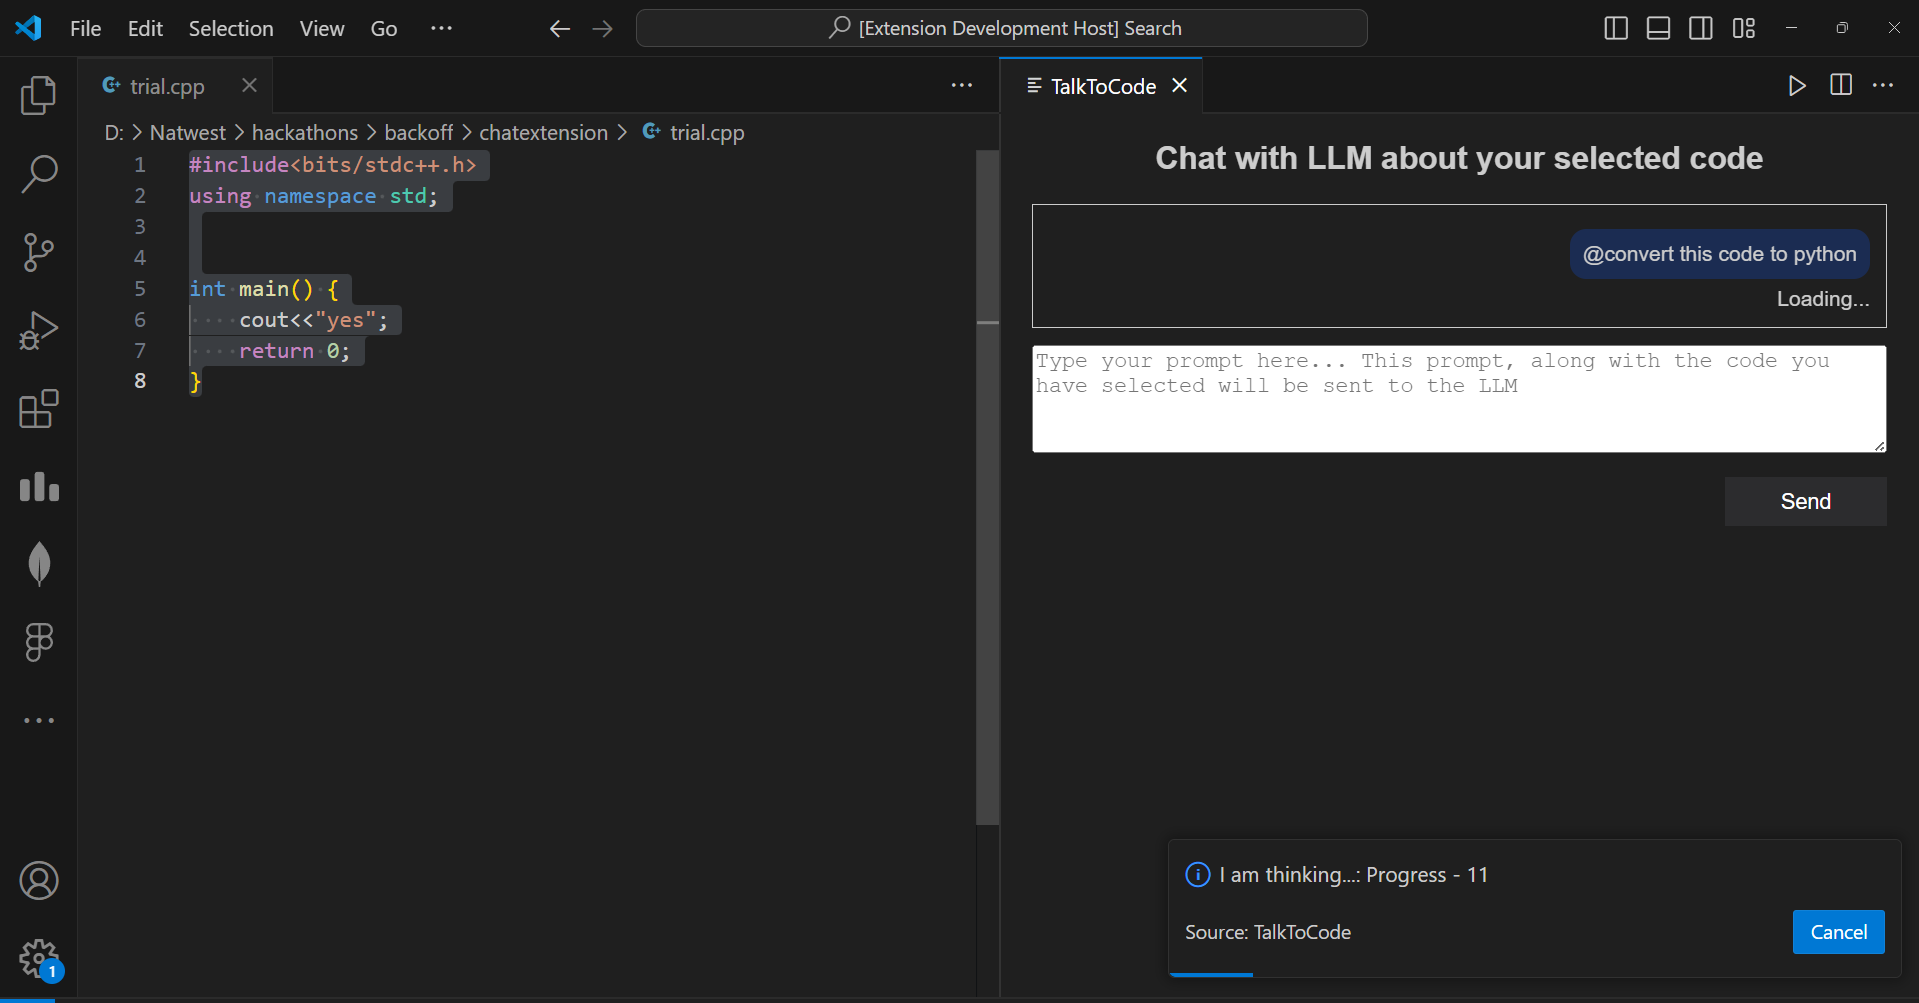 File Edit Selection View Go ···
[Extension Development Host] Search
trial.cpp
TalkToCode
D: > Natwest > hackathons > backoff > chatextension > trial.cpp
1 #include<bits/stdc++.h>
2 using namespace std;
3
4
5 int main() {
6     cout<<"yes";
7     return 0;
8 }
Chat with LLM about your selected code
@convert this code to python
Loading...
Type your prompt here... This prompt, along with the code you
have selected will be sent to the LLM
Send
I am thinking...: Progress - 11
Source: TalkToCode
Cancel
1